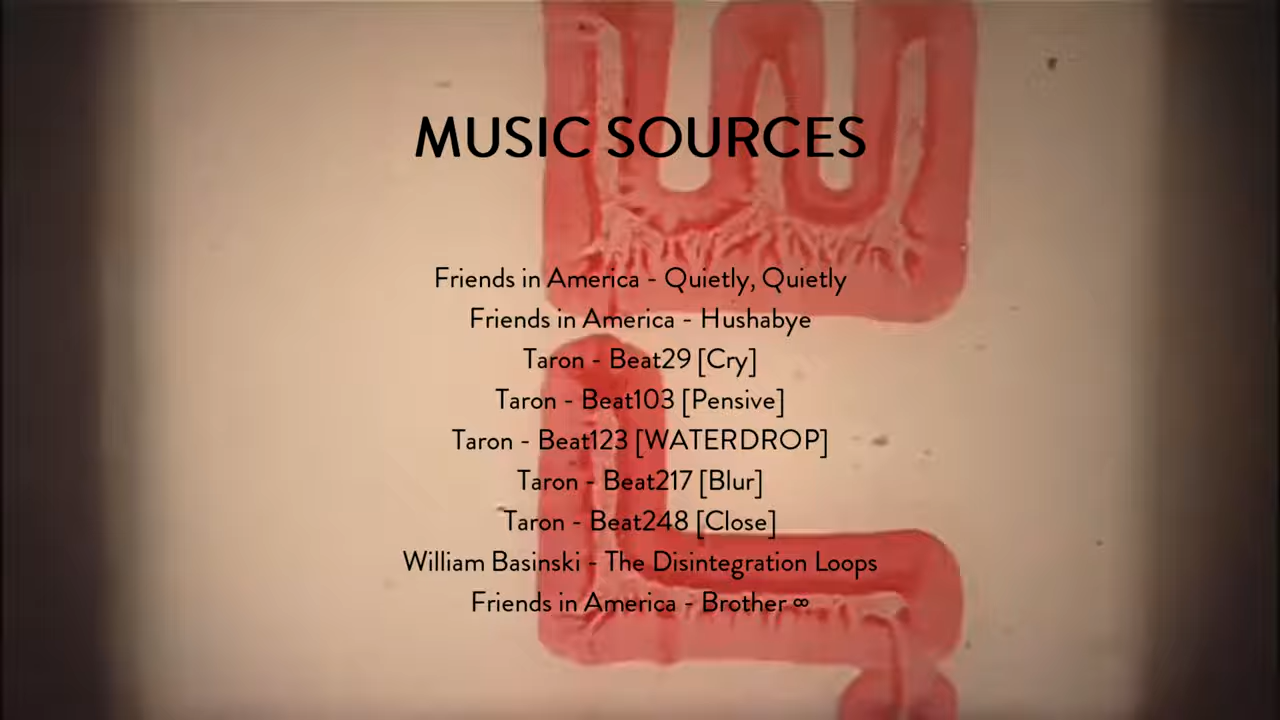 MUSIC SOURCES
Friends in America - Quietly, Quietly
Friends in America - Hushabye
Taron - Beat29 [Cry]
Taron - Beat103 [Pensive]
Taron - Beat123 [WATERDROP]
Taron - Beat217 [Blur]
Taron - Beat248 [Close]
William Basinski - The Disintegration Loops
Friends in America - Brother ∞